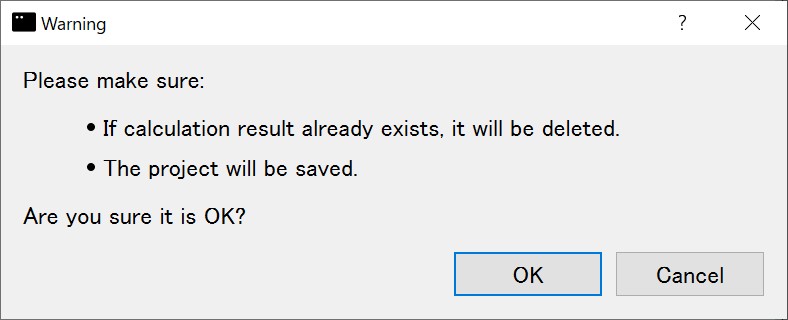 Warning
Please make sure:
• If calculation result already exists, it will be deleted.
• The project will be saved.
Are you sure it is OK?
OK
Cancel